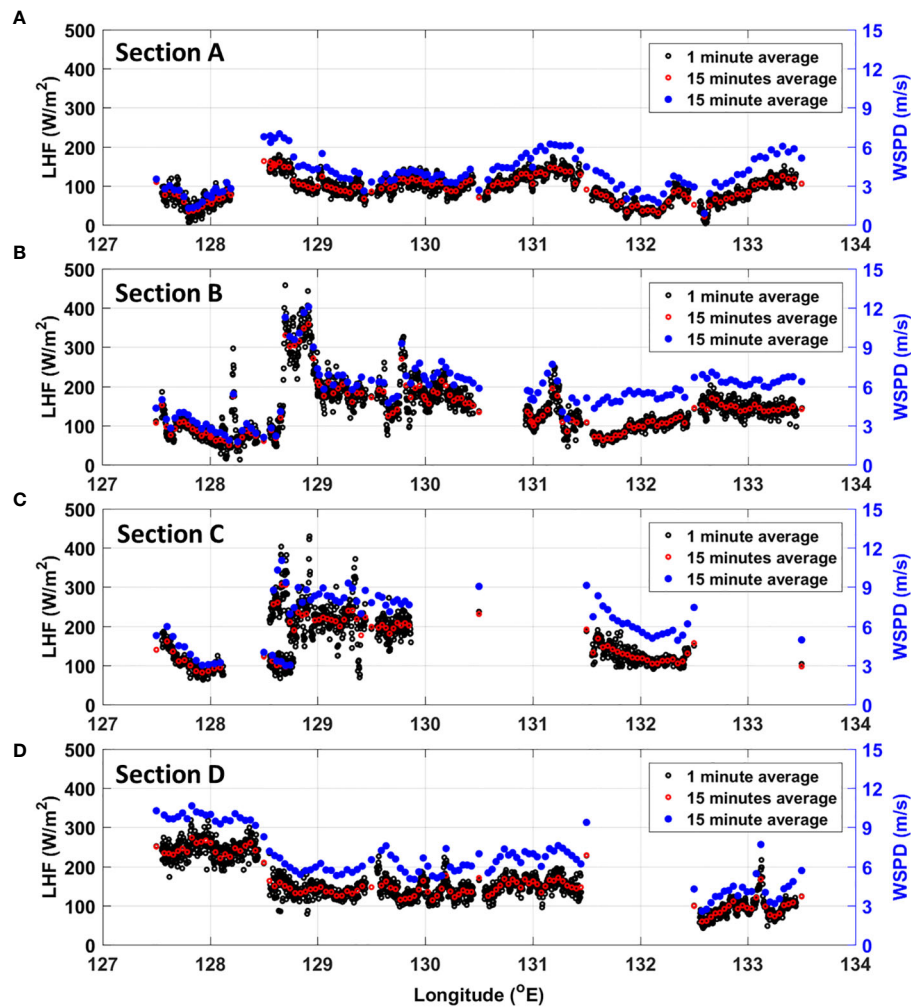 A
Section A
LHF (W/m2)
500
400
300
200
100
0
15
12
9
6
3
0
WSPD (m/s)
1 minute average
15 minutes average
15 minute average
127 128 129 130 131 132 133 134
B
Section B
LHF (W/m2)
500
400
300
200
100
0
15
12
9
6
3
0
WSPD (m/s)
1 minute average
15 minutes average
15 minute average
127 128 129 130 131 132 133 134
C
Section C
LHF (W/m2)
500
400
300
200
100
0
15
12
9
6
3
0
WSPD (m/s)
1 minute average
15 minutes average
15 minute average
127 128 129 130 131 132 133 134
D
Section D
LHF (W/m2)
500
400
300
200
100
0
15
12
9
6
3
0
WSPD (m/s)
1 minute average
15 minutes average
15 minute average
127 128 129 130 131 132 133 134
Longitude (oE)